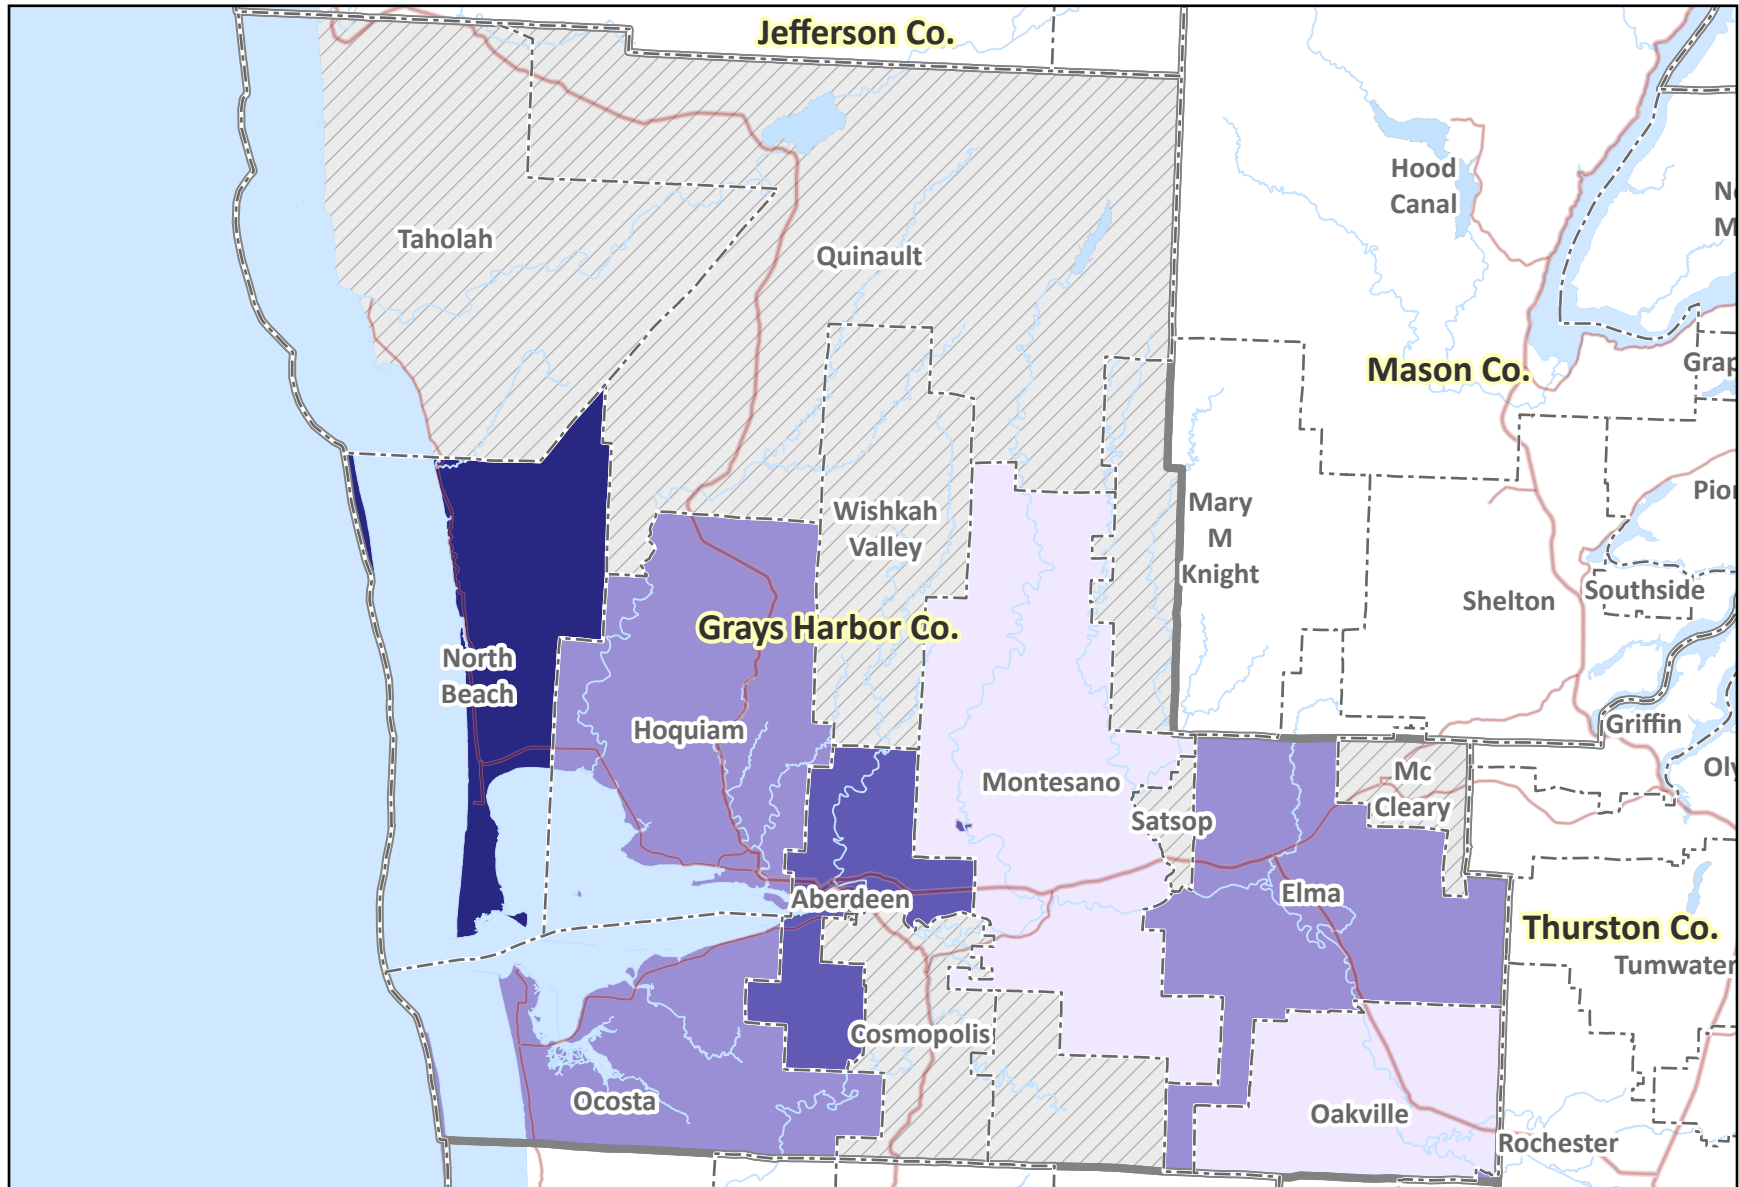 Jefferson Co.
Hood
Canal
Taholah
Quinault
Mason Co.
Wishkah
Valley
Mary
M
Knight
Shelton
Southside
Grays Harbor Co.
North
Beach
Hoquiam
Griffin
Montesano
Mc
Cleary
Satsop
Aberdeen
Elma
Thurston Co.
Tumwater
Cosmopolis
Ocosta
Oakville
Rochester